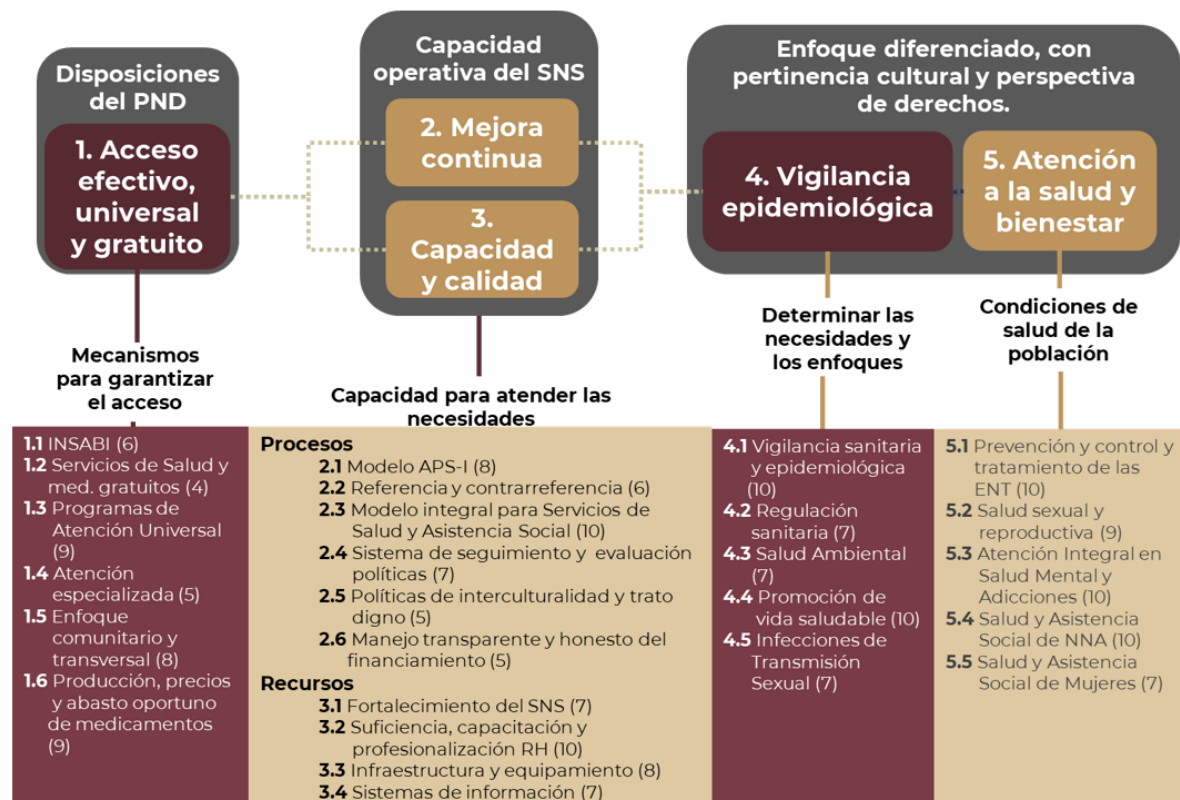 Disposiciones
del PND
1. Acceso
efectivo,
universal
y gratuito
Capacidad
operativa del SNS
2. Mejora
continua
3.
Capacidad
y calidad
Enfoque diferenciado, con
pertinencia cultural y perspectiva
de derechos.
4. Vigilancia
epidemiológica
5. Atención
a la salud y
bienestar
Mecanismos
para garantizar
el acceso
Capacidad para atender las
necesidades
Determinar las
necesidades y
los enfoques
Condiciones de
salud de la
población
1.1 INSABI (6)
1.2 Servicios de Salud y
med. gratuitos (4)
1.3 Programas de
Atención Universal
(9)
1.4 Atención
especializada (5)
1.5 Enfoque
comunitario y
transversal (8)
1.6 Producción, precios
y abasto oportuno
de medicamentos
(9)
Procesos
2.1 Modelo APS-I (8)
2.2 Referencia y contrarreferencia (6)
2.3 Modelo integral para Servicios de
Salud y Asistencia Social (10)
2.4 Sistema de seguimiento y evaluación
políticas (7)
2.5 Políticas de interculturalidad y trato
digno (5)
2.6 Manejo transparente y honesto del
financiamiento (5)
Recursos
3.1 Fortalecimiento del SNS (7)
3.2 Suficiencia, capacitación y
profesionalización RH (10)
3.3 Infraestructura y equipamiento (8)
3.4 Sistemas de información (7)
4.1 Vigilancia sanitaria
y epidemiológica
(10)
4.2 Regulación
sanitaria (7)
4.3 Salud Ambiental
(7)
4.4 Promoción de
vida saludable (10)
4.5 Infecciones de
Transmisión
Sexual (7)
5.1 Prevención y control y
tratamiento de las
ENT (10)
5.2 Salud sexual y
reproductiva (9)
5.3 Atención Integral en
Salud Mental y
Adicciones (10)
5.4 Salud y Asistencia
Social de NNA (10)
5.5 Salud y Asistencia
Social de Mujeres (7)